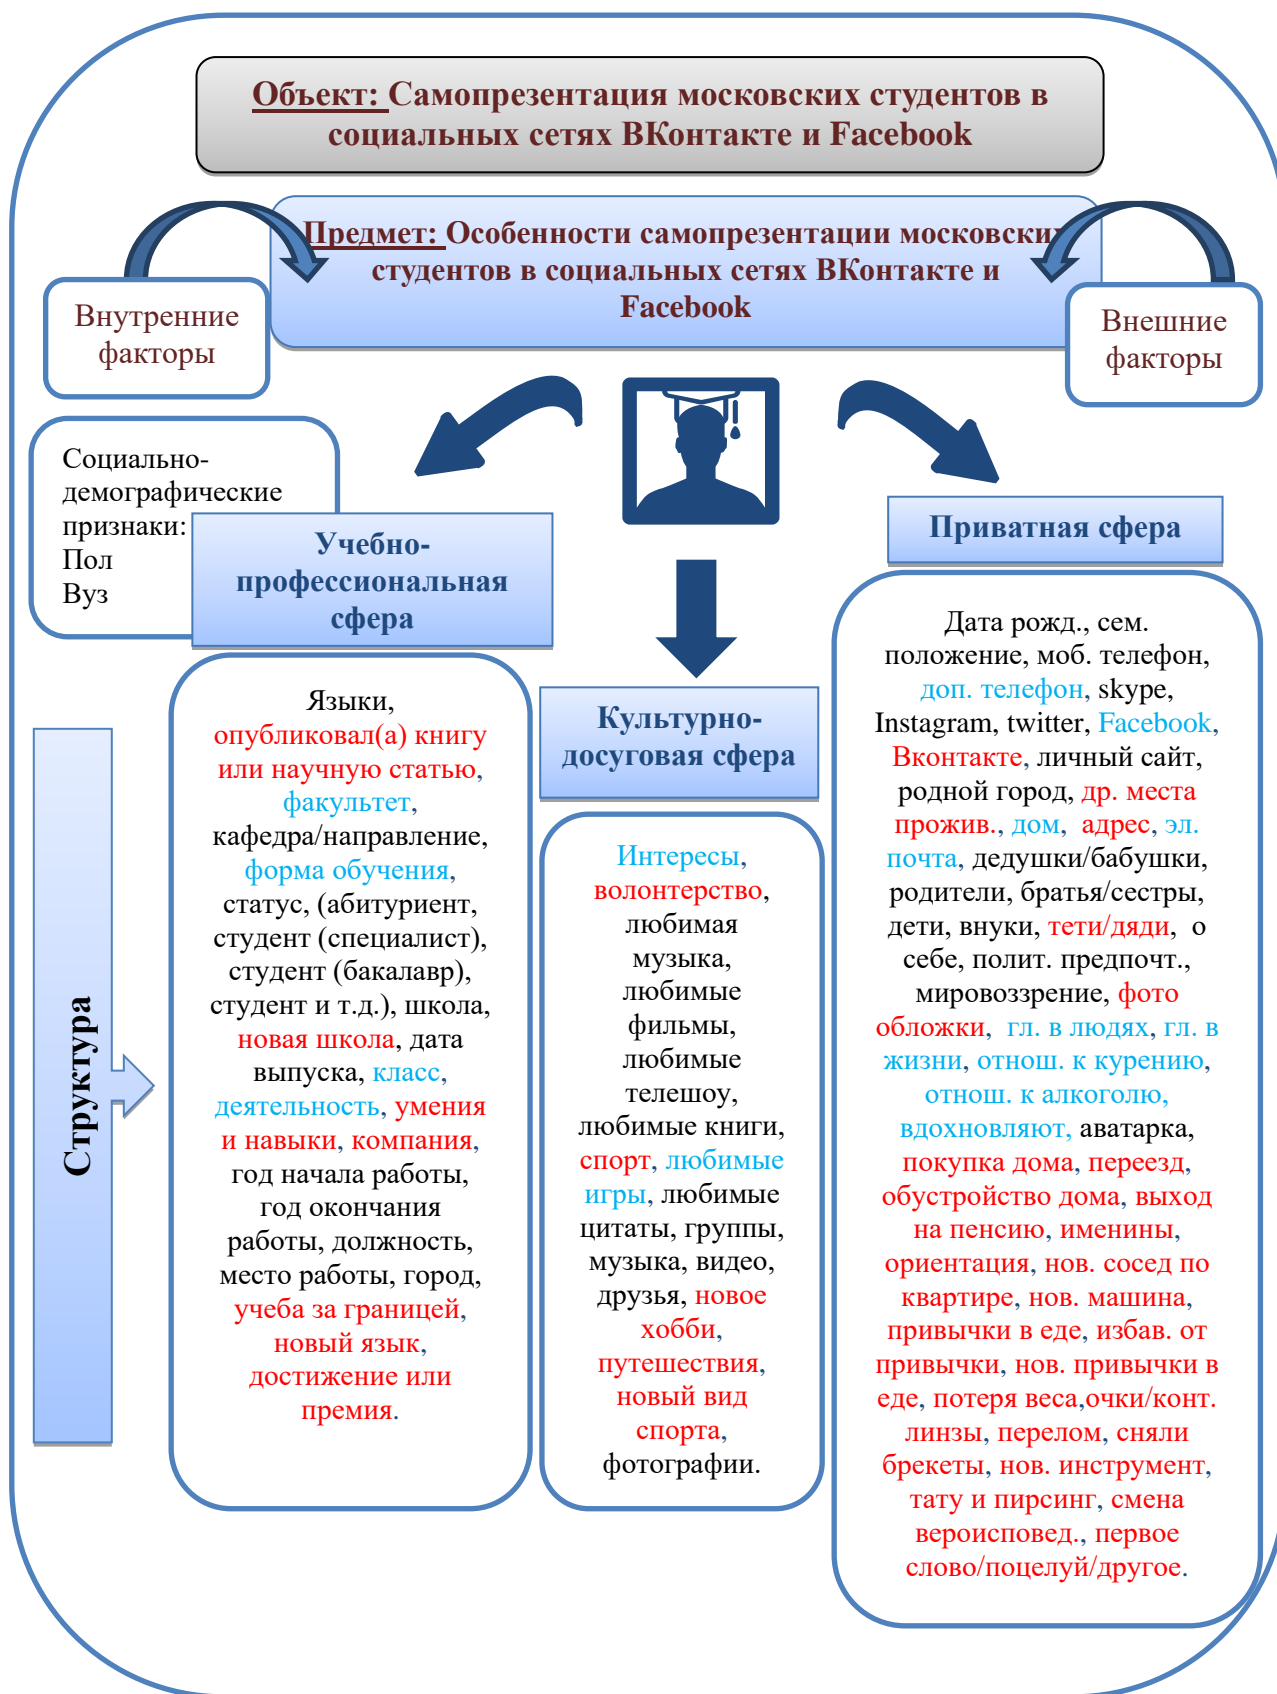 Объект: Самопрезентация московских студентов в
социальных сетях ВКонтакте и Facebook
Предмет: Особенности самопрезентации московских
студентов в социальных сетях ВКонтакте и
Facebook
Внутренние
факторы
Внешние
факторы
Социально-
демографические
признаки:
Пол
Вуз
Учебно-
профессиональная
сфера
Приватная сфера
Культурно-
досуговая сфера
Структура
Языки,
опубликовал(а) книгу
или научную статью,
факультет,
кафедра/направление,
форма обучения,
статус, (абитуриент,
студент (специалист),
студент (бакалавр),
студент и т.д.), школа,
новая школа, дата
выпуска, класс,
деятельность, умения
и навыки, компания,
год начала работы,
год окончания
работы, должность,
место работы, город,
учеба за границей,
новый язык,
достижение или
премия.
Интересы,
волонтерство,
любимая
музыка,
любимые
фильмы,
любимые
телешоу,
любимые книги,
спорт, любимые
игры, любимые
цитаты, группы,
музыка, видео,
друзья, новое
хобби,
путешествия,
новый вид
спорта,
фотографии.
Дата рожд., сем.
положение, моб. телефон,
доп. телефон, skype,
Instagram, twitter, Facebook,
Вконтакте, личный сайт,
родной город, др. места
прожив., дом, адрес, эл.
почта, дедушки/бабушки,
родители, братья/сестры,
дети, внуки, тети/дяди, о
себе, полит. предпочт.,
мировоззрение, фото
обложки, гл. в людях, гл. в
жизни, отнош. к курению,
отнош. к алкоголю,
вдохновляют, аватарка,
покупка дома, переезд,
обустройство дома, выход
на пенсию, именины,
ориентация, нов. сосед по
квартире, нов. машина,
привычки в еде, избав. от
привычки, нов. привычки в
еде, потеря веса,очки/конт.
линзы, перелом, сняли
брекеты, нов. инструмент,
тату и пирсинг, смена
вероисповед., первое
слово/поцелуй/другое.